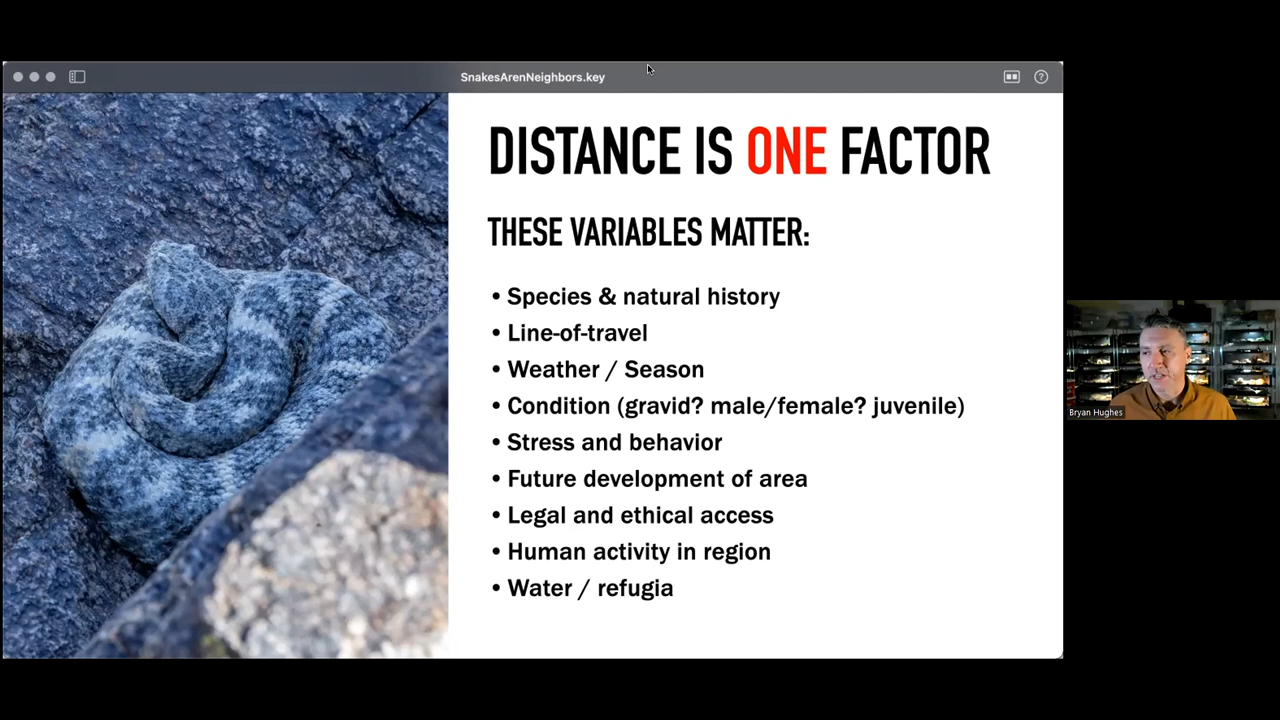 SnakesArenNeighbors.key
?
DISTANCE IS ONE FACTOR
THESE VARIABLES MATTER:
• Species & natural history
• Line-of-travel
• Weather / Season
• Condition (gravid? male/female? juvenile)
• Stress and behavior
• Future development of area
• Legal and ethical access
• Human activity in region
• Water / refugia
Bryan Hughes